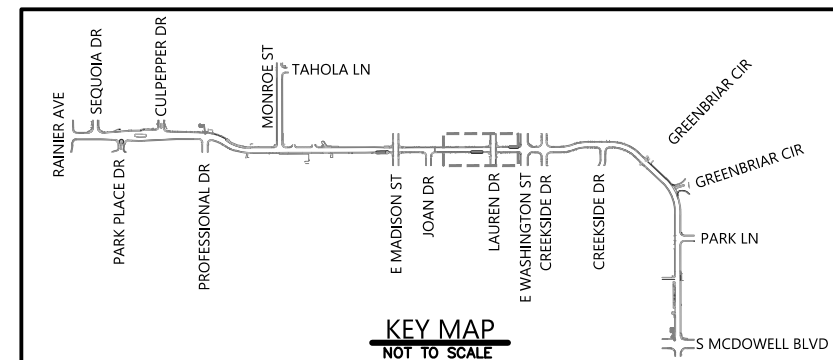 RAINIER AVE
SEQUOIA DR
CULPEPPER DR
MONROE ST
TAHOLA LN
GREENBRIAR CIR
PARK PLACE DR
PROFESSIONAL DR
E MADISON ST
JOAN DR
LAUREN DR
E WASHINGTON ST
CREEKSIDE DR
CREEKSIDE DR
GREENBRIAR CIR
PARK LN
S MCDOWELL BLVD
KEY MAP
NOT TO SCALE